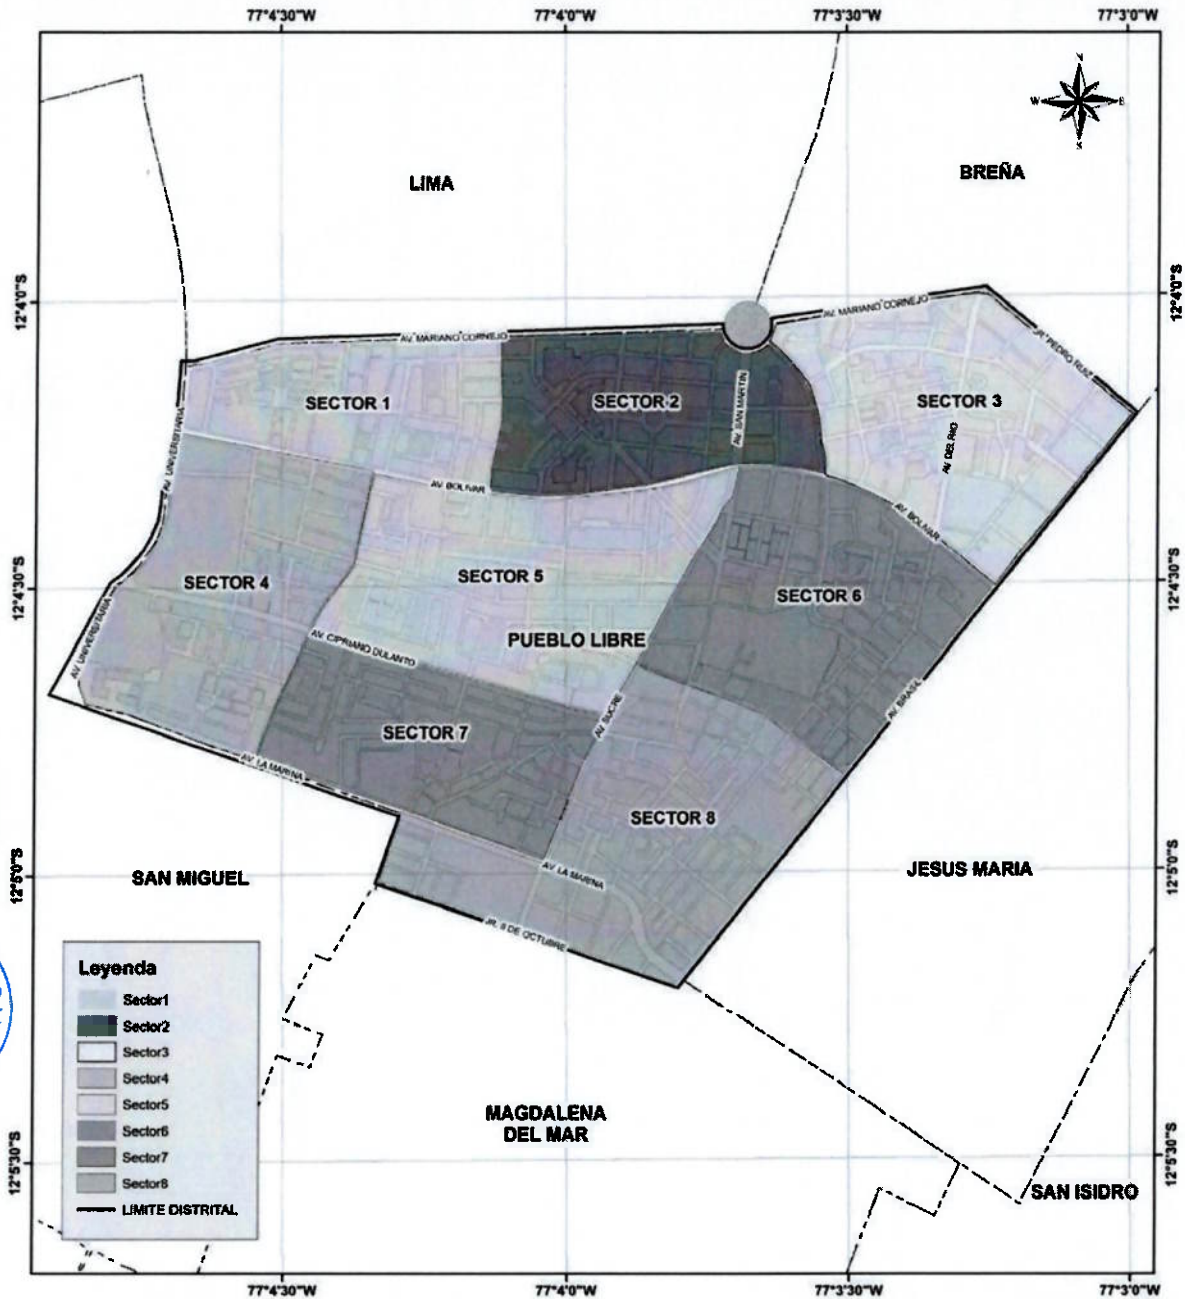 77°4'30"W
77°4'0"W
77°3'30"W
77°3'0"W
N
W
E
S
LIMA
BREÑA
12°4'0"S
12°4'0"S
AV. MARIANO CORNEJO
AV. MARIANO CORNEJO
JR. PEDRO RUIZ
SECTOR 1
SECTOR 2
AV. SAN MARTIN
SECTOR 3
AV. DEL RIO
AV. UNIVERSITARIA
AV. BOLIVAR
AV. BOLIVAR
12°4'30"S
12°4'30"S
SECTOR 4
SECTOR 5
SECTOR 6
AV. UNIVERSITARIA
AV. CIPRIANO DULANTO
PUEBLO LIBRE
AV. SUCRE
AV. BRASIL
SECTOR 7
AV. LA MARINA
SECTOR 8
AV. LA MARINA
12°5'0"S
12°5'0"S
SAN MIGUEL
JESUS MARIA
JR. 8 DE OCTUBRE
Leyenda
Sector1
Sector2
Sector3
Sector4
Sector5
Sector6
Sector7
Sector8
LIMITE DISTRITAL
MAGDALENA
DEL MAR
12°5'30"S
12°5'30"S
SAN ISIDRO
77°4'30"W
77°4'0"W
77°3'30"W
77°3'0"W